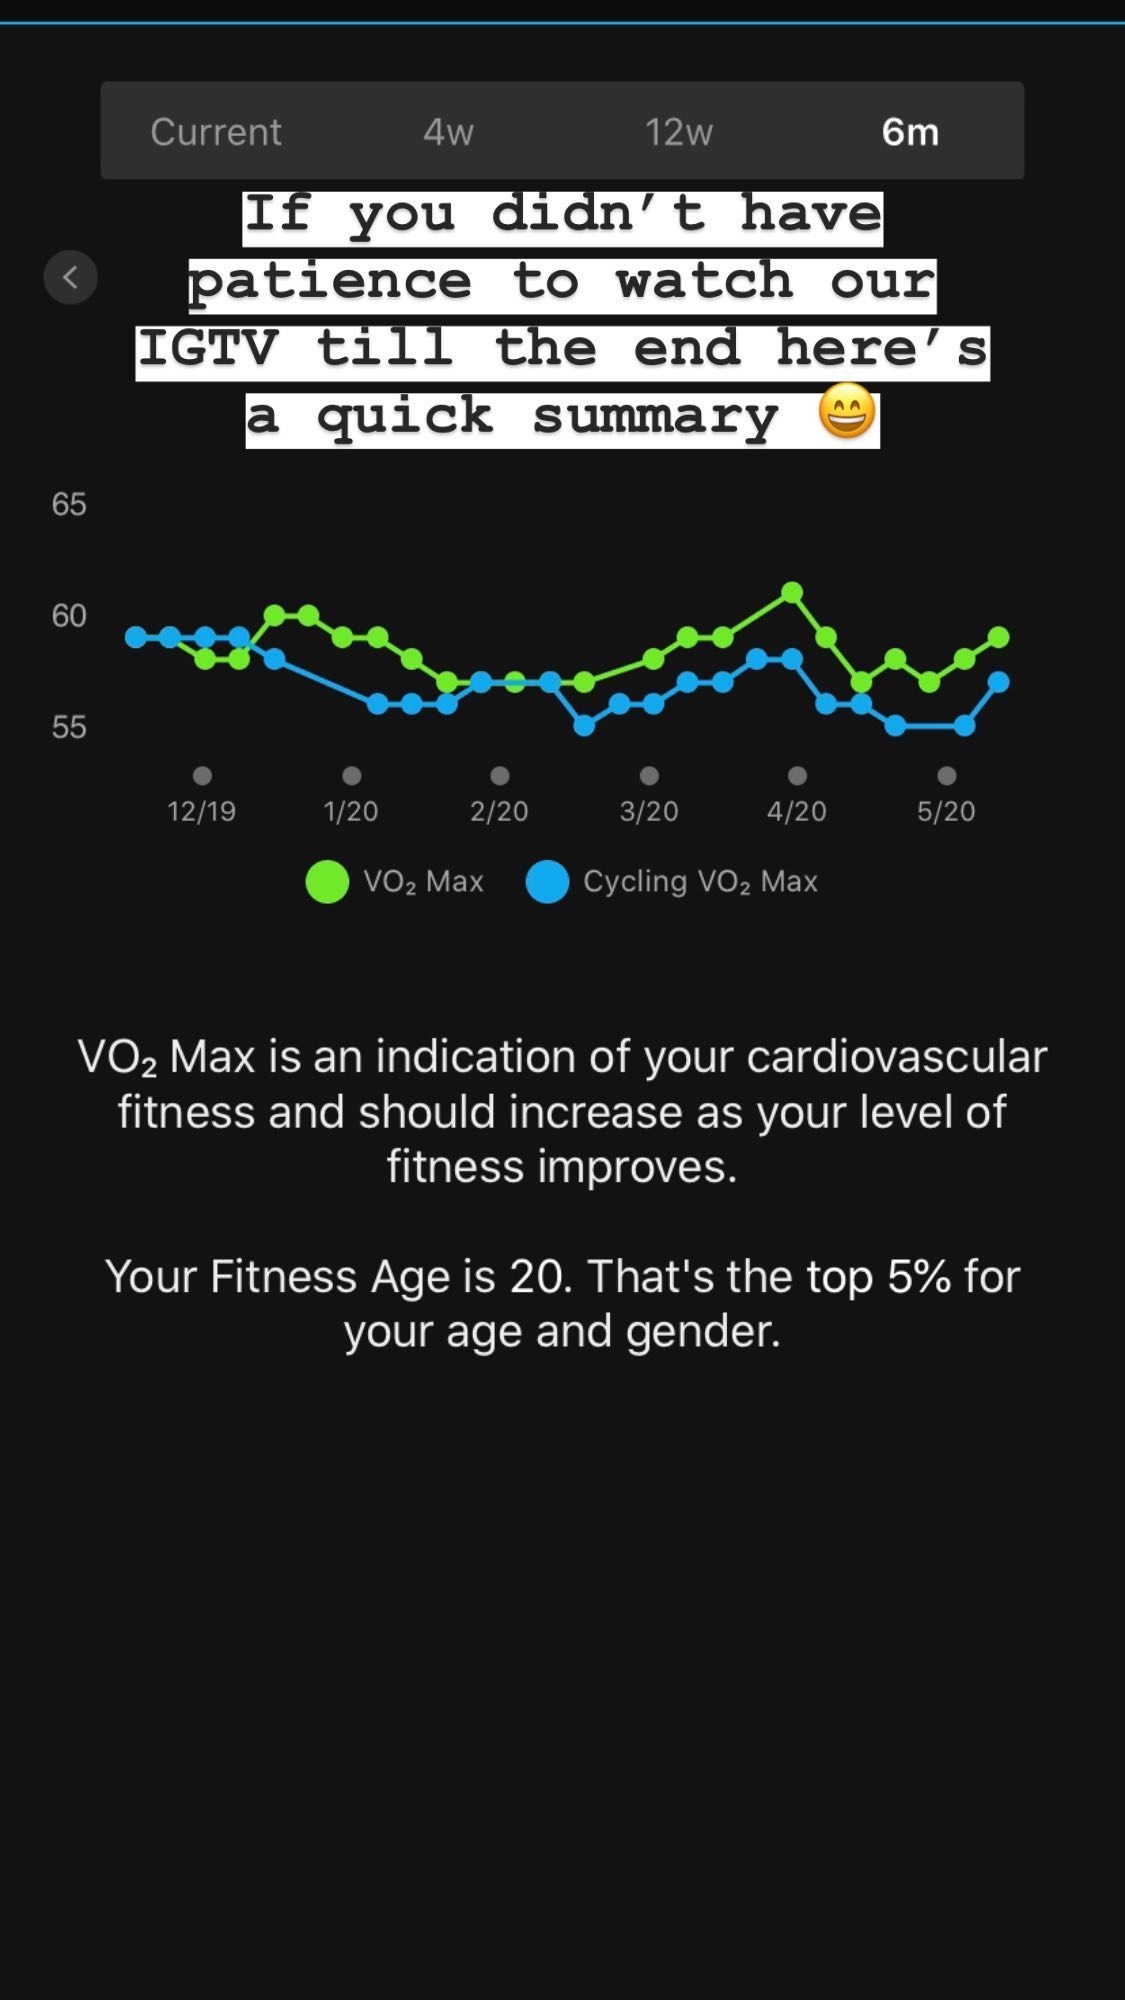 Current 4w 12w 6m
If you didn’t have
patience to watch our
IGTV till the end here’s
a quick summary 😄
65
60
55
12/19 1/20 2/20 3/20 4/20 5/20
VO₂ Max Cycling VO₂ Max
VO₂ Max is an indication of your cardiovascular
fitness and should increase as your level of
fitness improves.
Your Fitness Age is 20. That's the top 5% for
your age and gender.